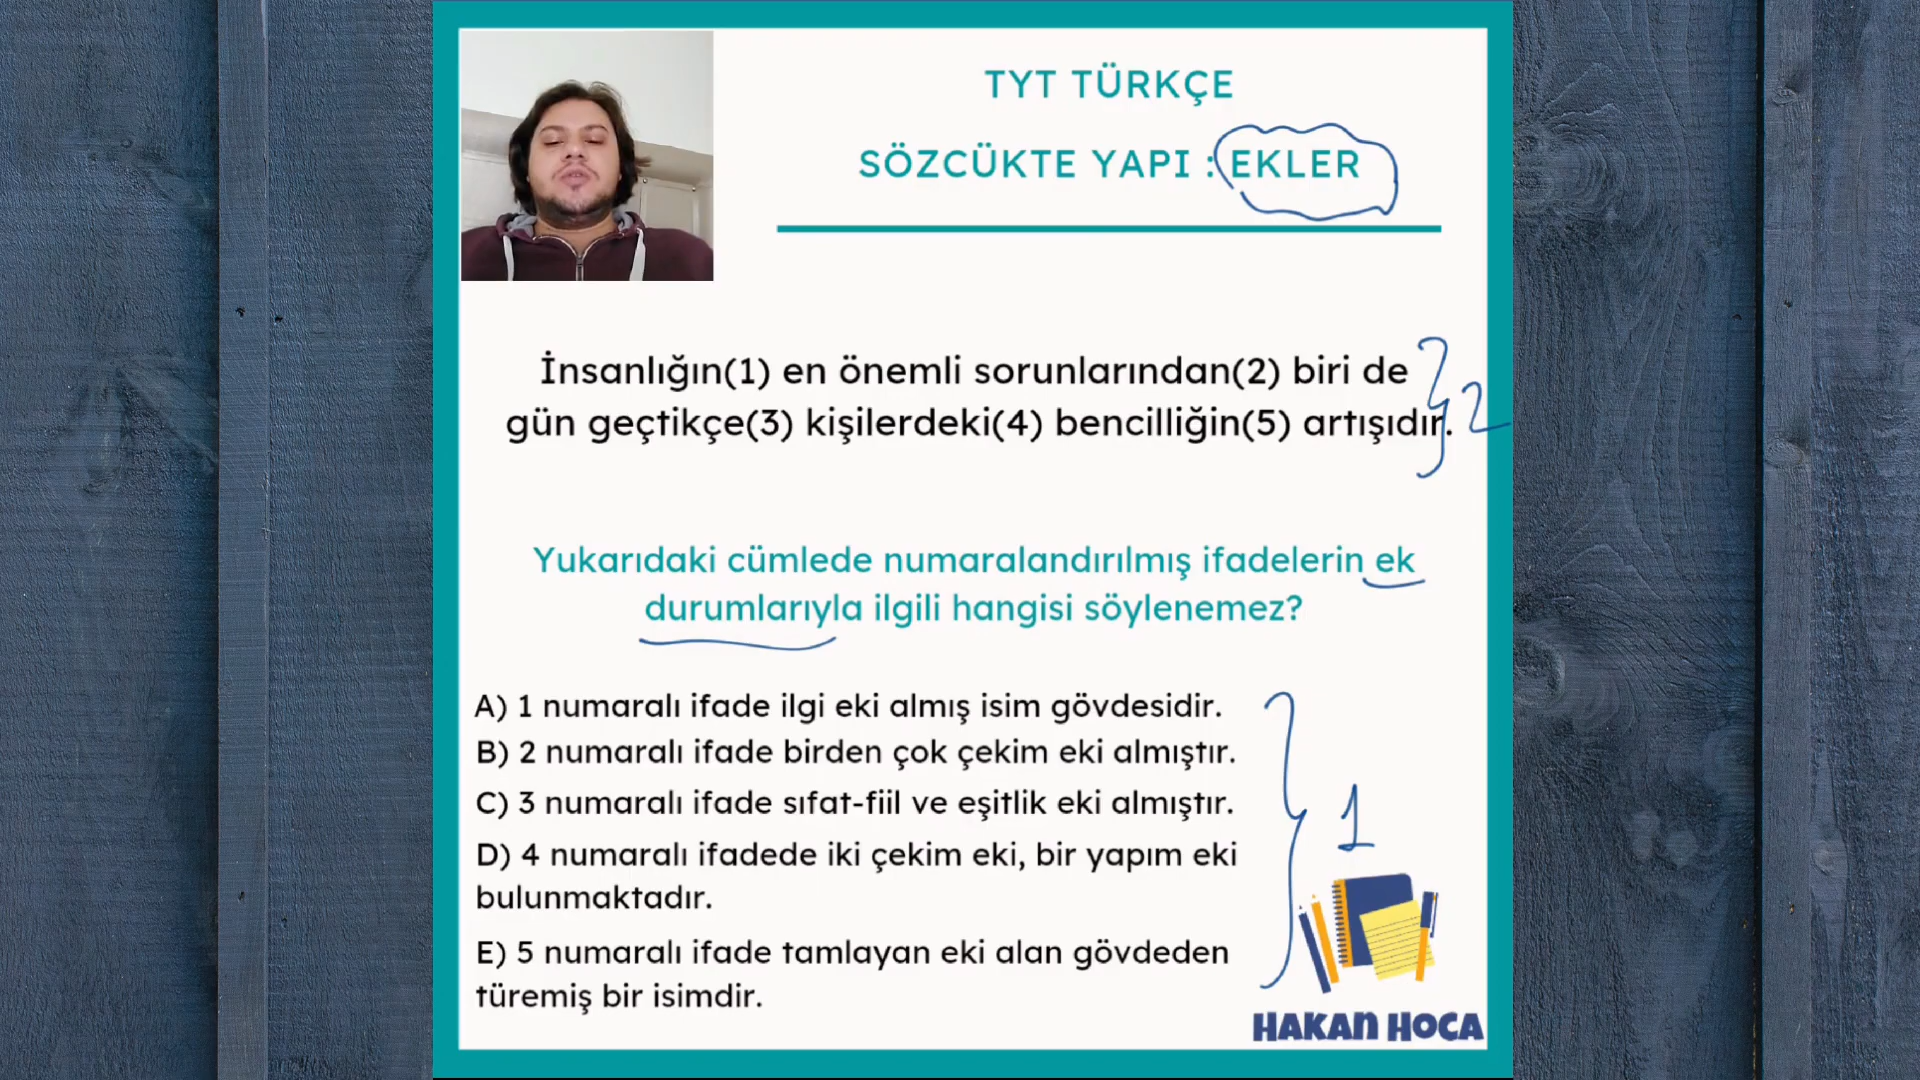 TYT TÜRKÇE
SÖZCÜKTE YAPI : EKLER
İnsanlığın(1) en önemli sorunlarından(2) biri de
gün geçtikçe(3) kişilerdeki(4) bencilliğin(5) artışıdır.
2
Yukarıdaki cümlede numaralandırılmış ifadelerin ek
durumlarıyla ilgili hangisi söylenemez?
A) 1 numaralı ifade ilgi eki almış isim gövdesidir.
B) 2 numaralı ifade birden çok çekim eki almıştır.
C) 3 numaralı ifade sıfat-fiil ve eşitlik eki almıştır.
D) 4 numaralı ifadede iki çekim eki, bir yapım eki
bulunmaktadır.
E) 5 numaralı ifade tamlayan eki alan gövdeden
türemiş bir isimdir.
1
HAKAN HOCA